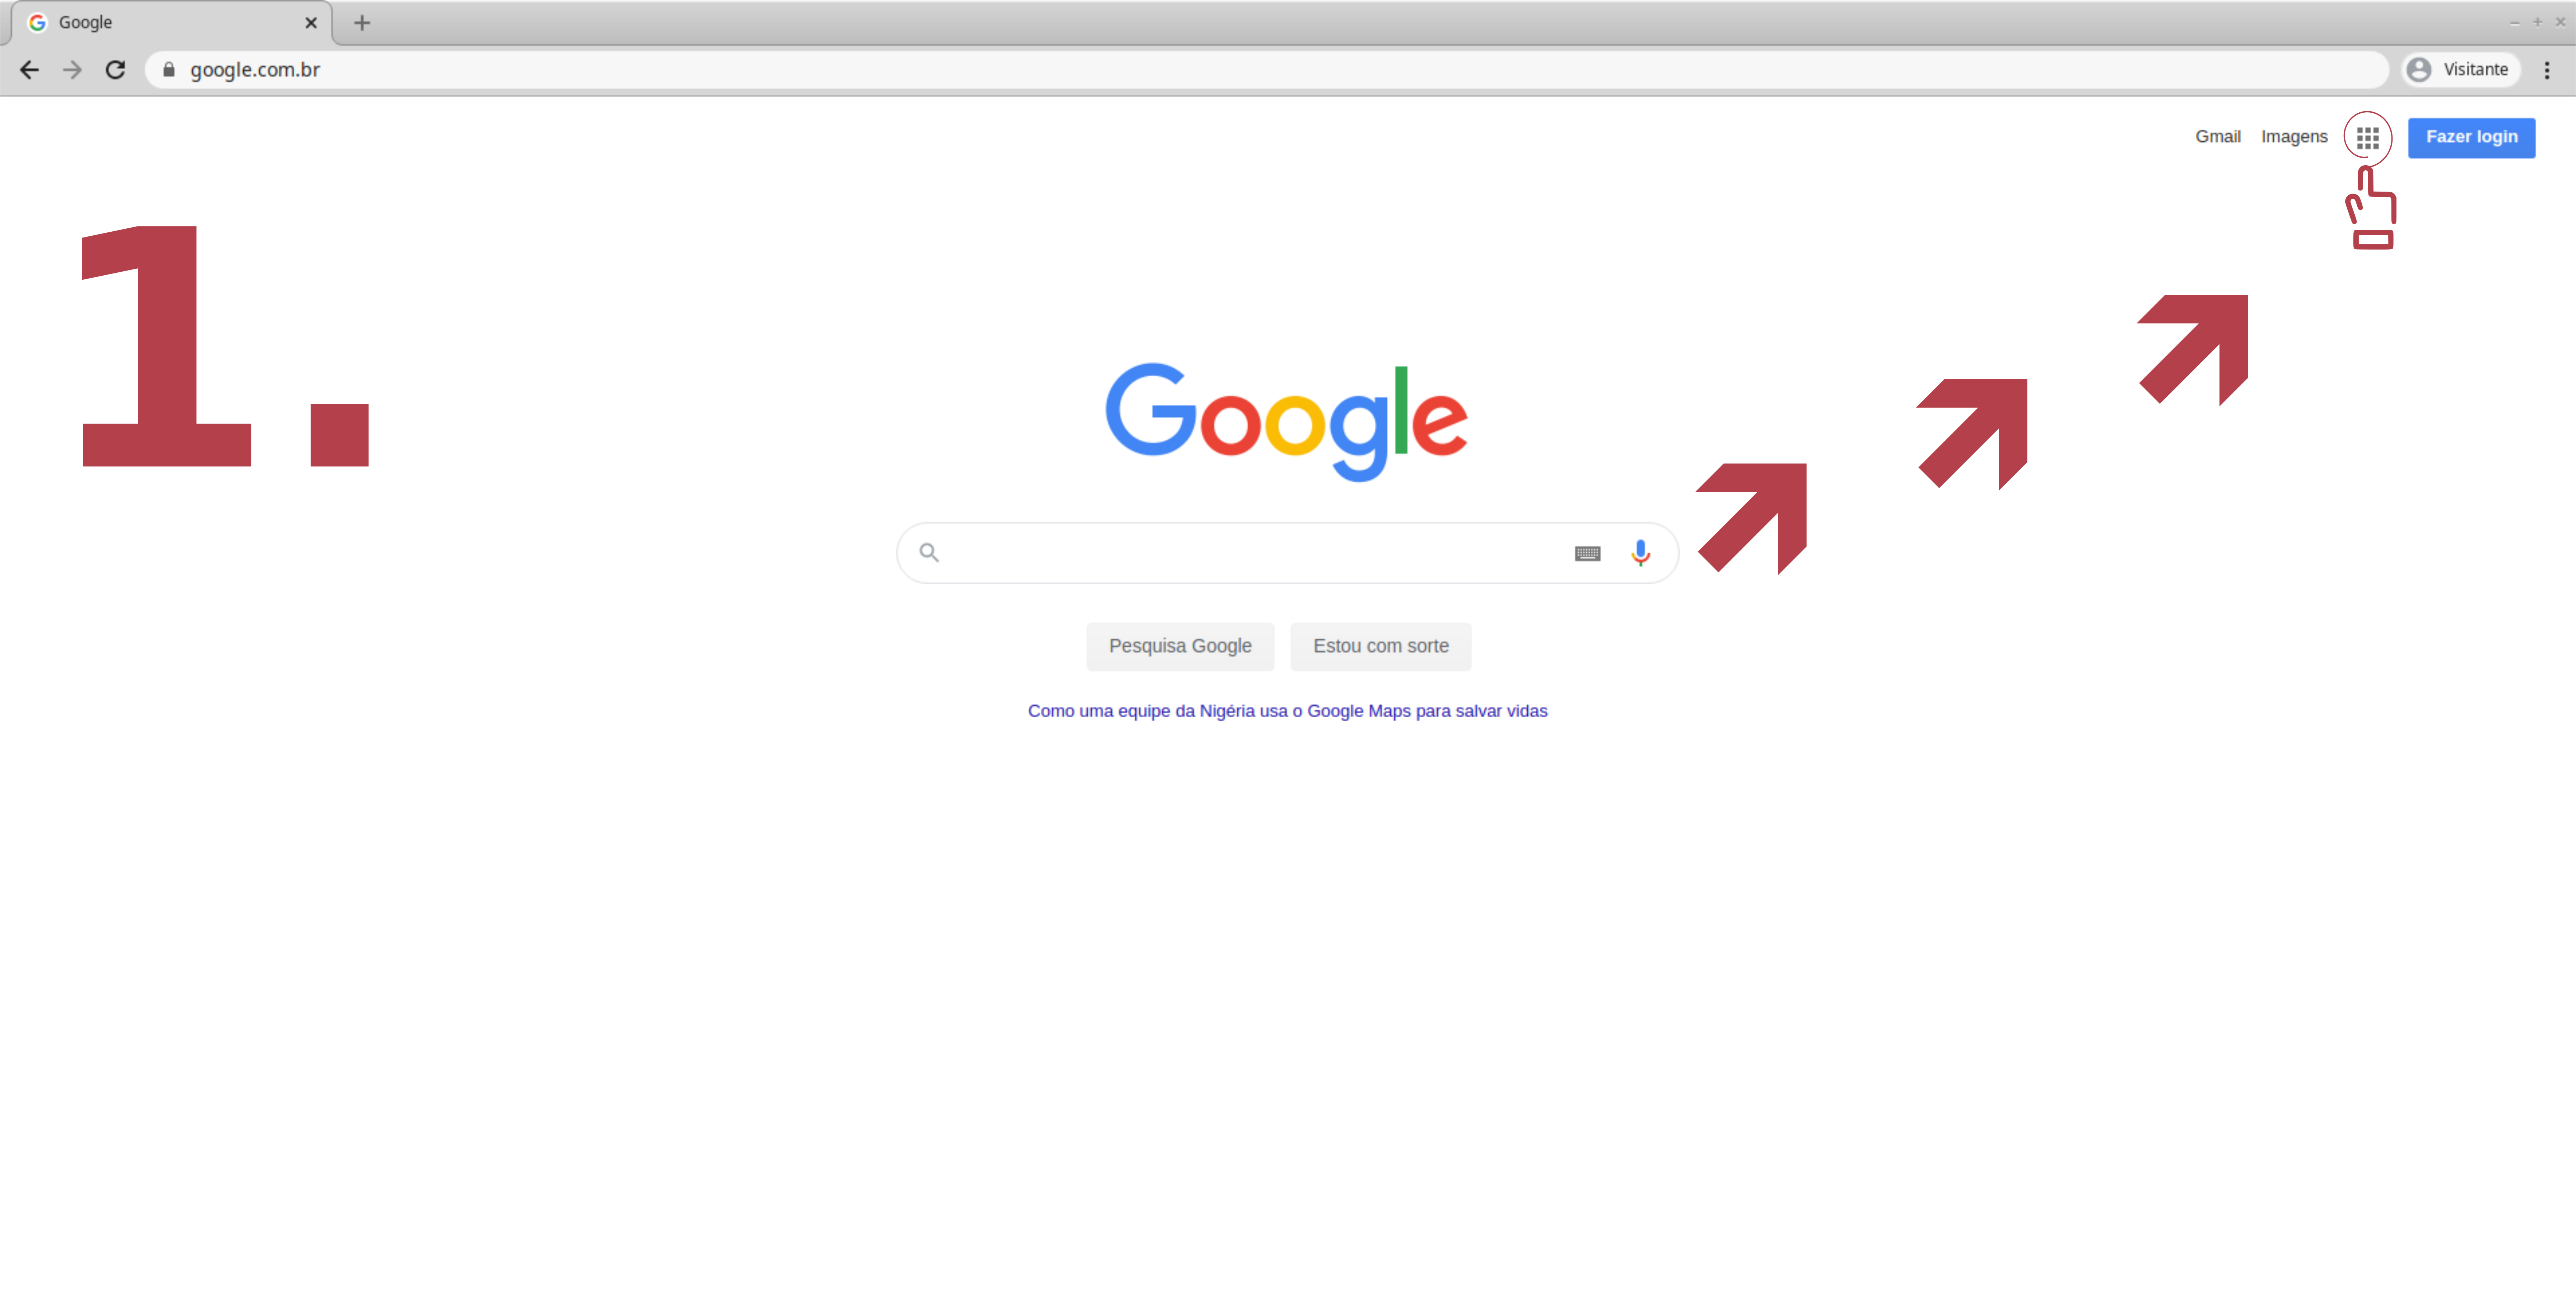 Google
google.com.br
Visitante
Gmail Imagens Fazer login
1.
Google
Pesquisa Google Estou com sorte
Como uma equipe da Nigéria usa o Google Maps para salvar vidas